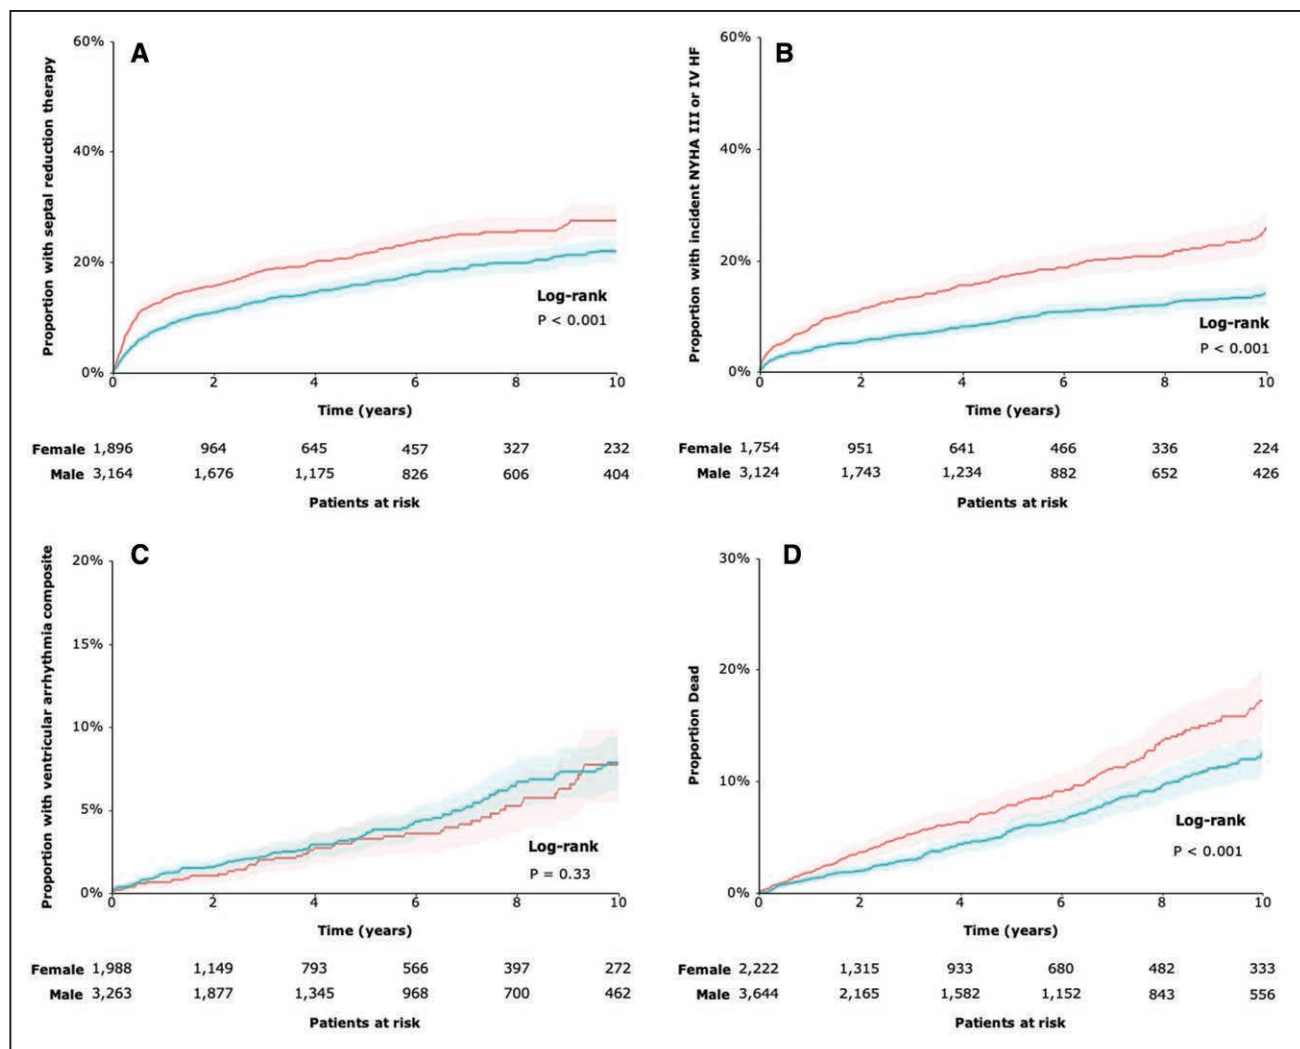 A
Proportion with septal reduction therapy
60%
40%
20%
0%
Log-rank
P < 0.001
0 2 4 6 8 10
Time (years)
Female 1,896 964 645 457 327 232
Male 3,164 1,676 1,175 826 606 404
Patients at risk
B
Proportion with incident NYHA III or IV HF
60%
40%
20%
0%
Log-rank
P < 0.001
0 2 4 6 8 10
Time (years)
Female 1,754 951 641 466 336 224
Male 3,124 1,743 1,234 882 652 426
Patients at risk
C
Proportion with ventricular arrhythmia composite
20%
15%
10%
5%
0%
Log-rank
P = 0.33
0 2 4 6 8 10
Time (years)
Female 1,988 1,149 793 566 397 272
Male 3,263 1,877 1,345 968 700 462
Patients at risk
D
Proportion Dead
30%
20%
10%
0%
Log-rank
P < 0.001
0 2 4 6 8 10
Time (years)
Female 2,222 1,315 933 680 482 333
Male 3,644 2,165 1,582 1,152 843 556
Patients at risk